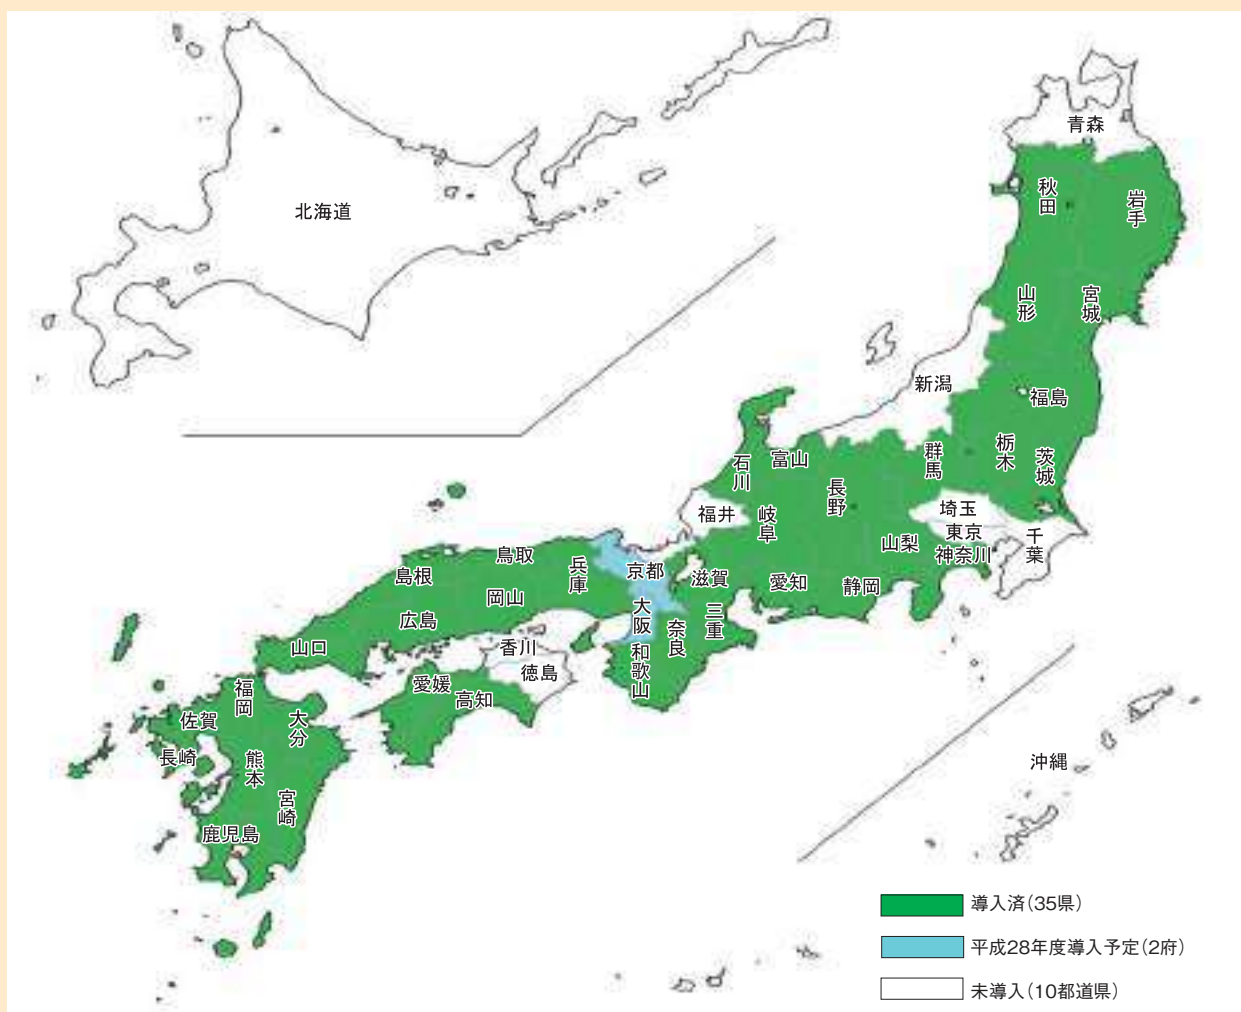 青森
秋田
岩手
北海道
山形
宮城
新潟
福島
栃木
茨城
群馬
富山
石川
長野
埼玉
福井
岐阜
東京
千葉
山梨
神奈川
鳥取
兵庫
京都
滋賀
愛知
静岡
島根
岡山
大阪
三重
広島
奈良
山口
香川
和歌山
徳島
愛媛
高知
福岡
佐賀
大分
長崎
熊本
沖縄
宮崎
鹿児島
導入済(35県)
平成28年度導入予定(2府)
未導入(10都道県)